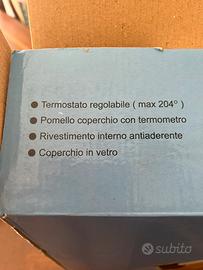 Termostato regolabile ( max 204° )
Pomello coperchio con termometro
Rivestimento interno antiaderente
Coperchio in vetro
subito